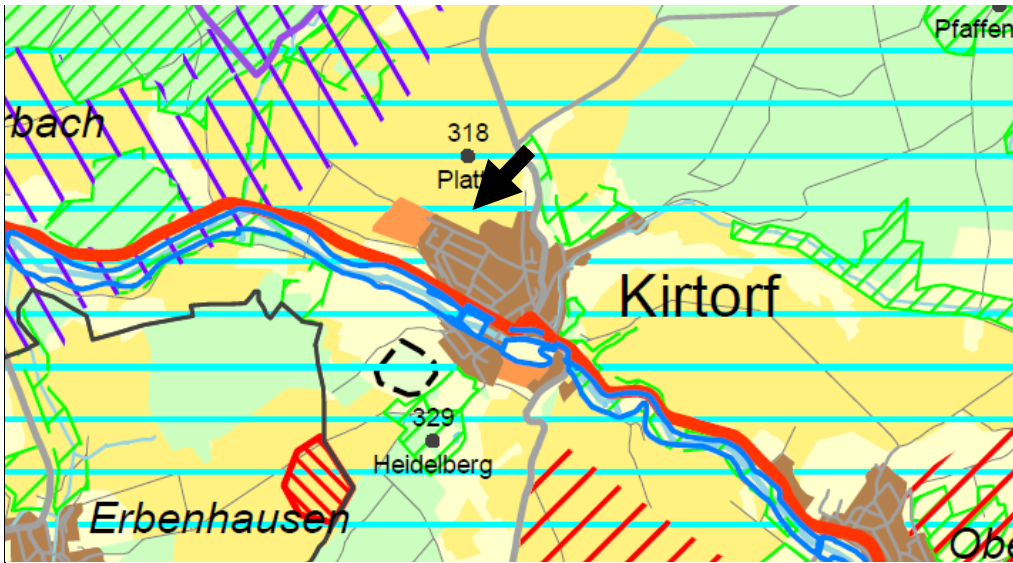 Pfaffen
rbach
318
Platt
Kirtorf
329
Heidelberg
Erbenhausen
Obe